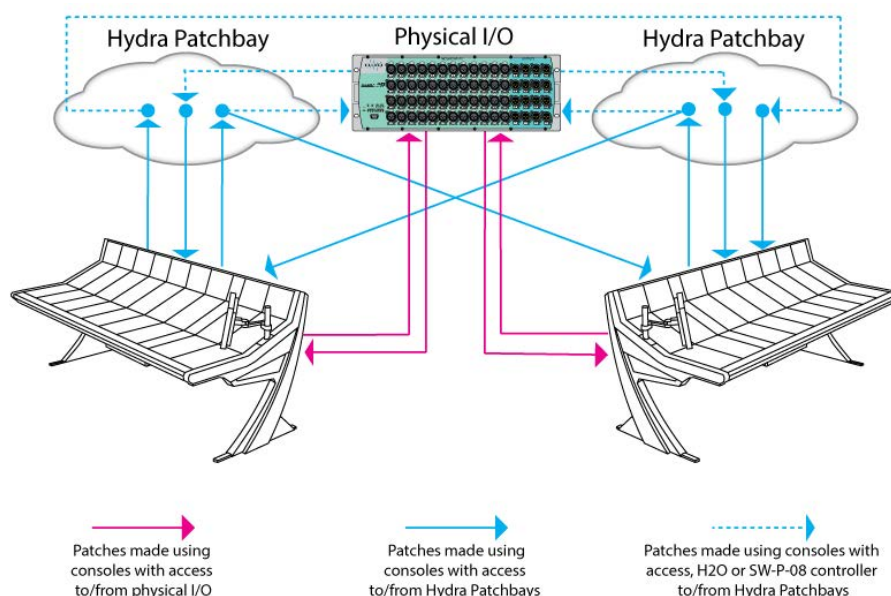 Hydra Patchbay
Physical I/O
Hydra Patchbay
Patches made using
consoles with access
to/from physical I/O
Patches made using
consoles with access
to/from Hydra Patchbays
Patches made using consoles with
access, H2O or SW-P-08 controller
to/from Hydra Patchbays